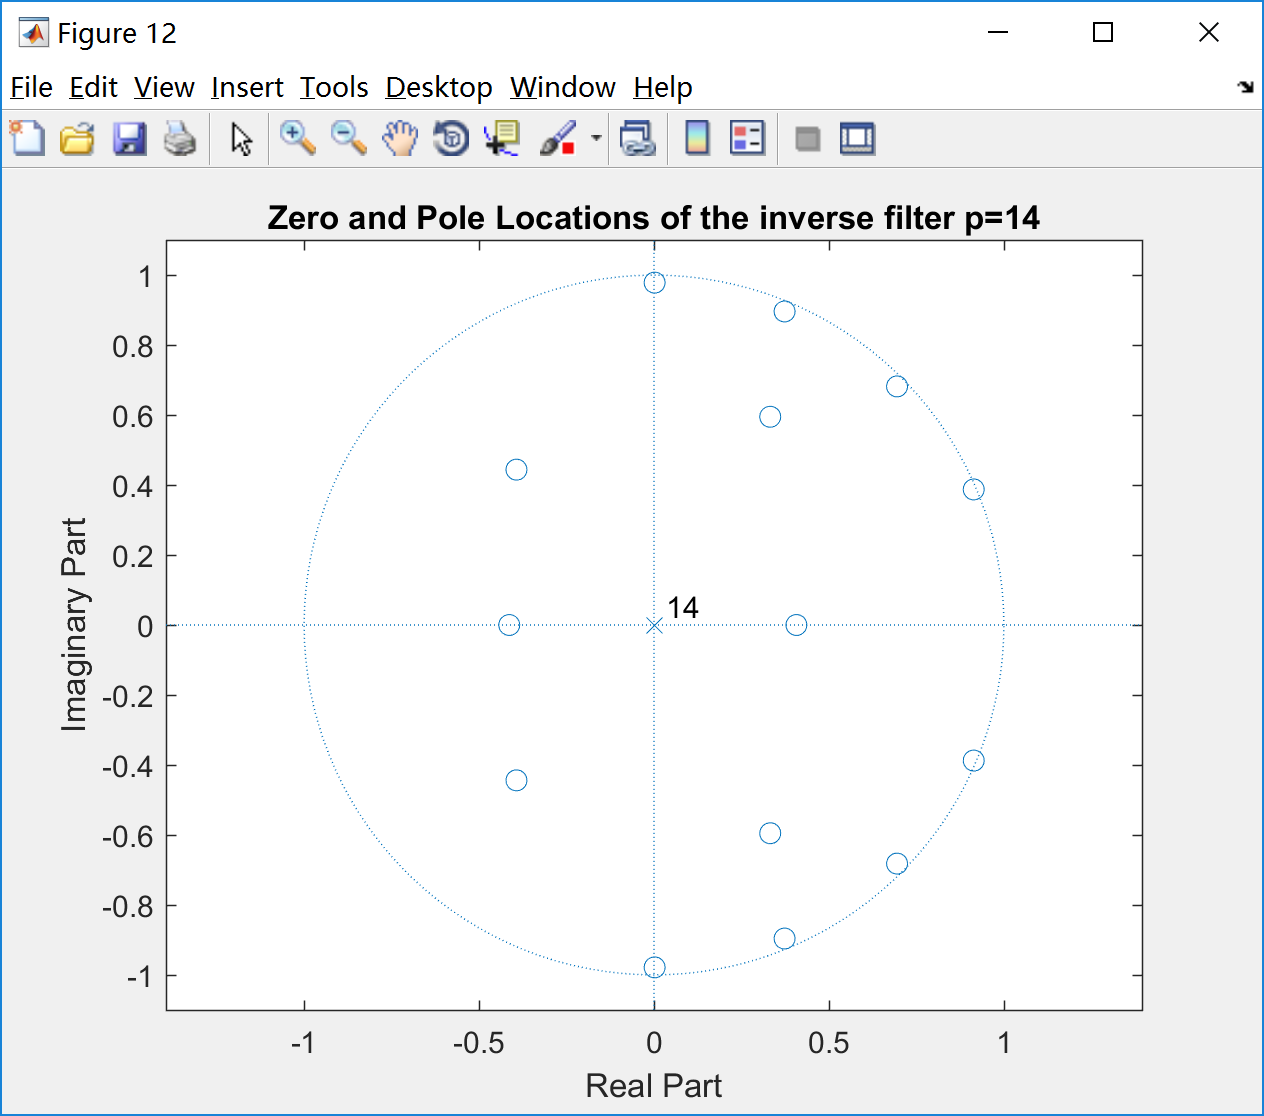 Figure 12
File Edit View Insert Tools Desktop Window Help
Zero and Pole Locations of the inverse filter p=14
1
0.8
0.6
0.4
0.2
0
-0.2
-0.4
-0.6
-0.8
-1
Imaginary Part
14
-1 -0.5 0 0.5 1
Real Part